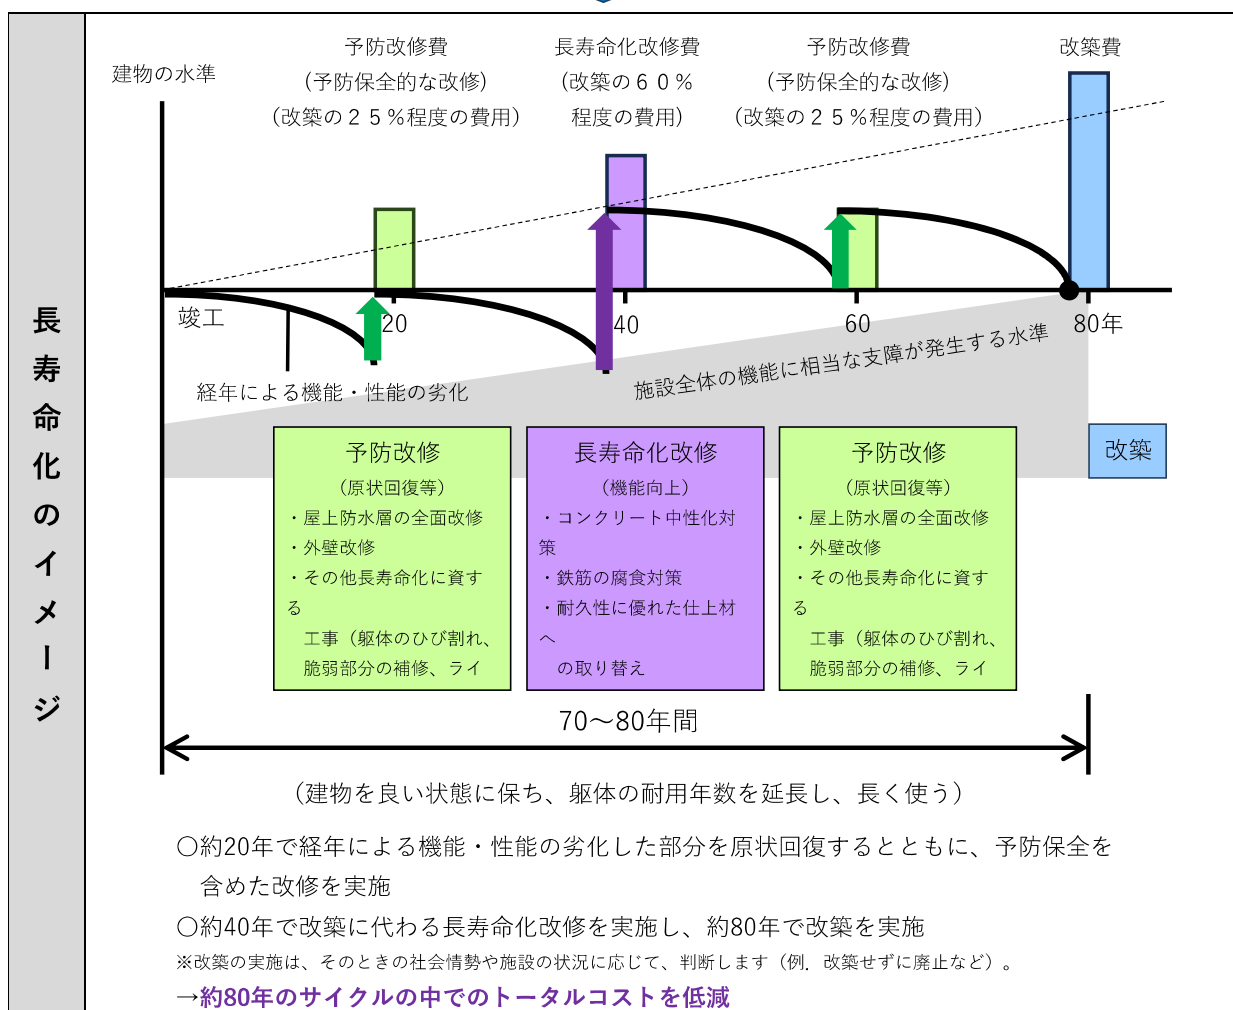 長寿命化のイメージ
建物の水準
予防改修費
（予防保全的な改修）
（改築の２５％程度の費用）
長寿命化改修費
（改築の６０％
程度の費用）
予防改修費
（予防保全的な改修）
（改築の２５％程度の費用）
改築費
竣工
20
40
60
80年
経年による機能・性能の劣化
施設全体の機能に相当な支障が発生する水準
予防改修
（原状回復等）
・屋上防水層の全面改修
・外壁改修
・その他長寿命化に資す
る
工事（躯体のひび割れ、
脆弱部分の補修、ライ
長寿命化改修
（機能向上）
・コンクリート中性化対
策
・鉄筋の腐食対策
・耐久性に優れた仕上材
へ
の取り替え
予防改修
（原状回復等）
・屋上防水層の全面改修
・外壁改修
・その他長寿命化に資す
る
工事（躯体のひび割れ、
脆弱部分の補修、ライ
改築
70～80年間
（建物を良い状態に保ち、躯体の耐用年数を延長し、長く使う）
○約20年で経年による機能・性能の劣化した部分を原状回復するとともに、予防保全を
含めた改修を実施
○約40年で改築に代わる長寿命化改修を実施し、約80年で改築を実施
※改築の実施は、そのときの社会情勢や施設の状況に応じて、判断します（例．改築せずに廃止など）。
→約80年のサイクルの中でのトータルコストを低減